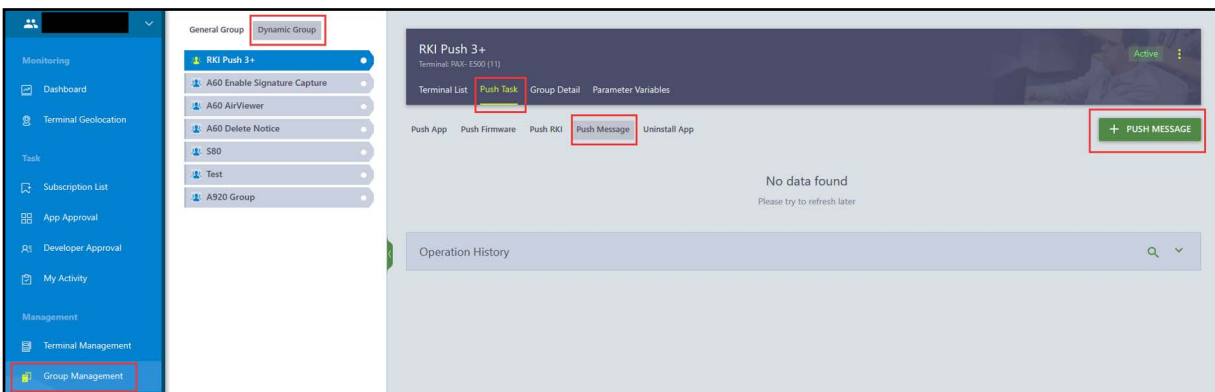 Monitoring
Dashboard
Terminal Geolocation
Task
Subscription List
App Approval
Developer Approval
My Activity
Management
Terminal Management
Group Management
General Group Dynamic Group
RKI Push 3+
A60 Enable Signature Capture
A60 AirViewer
A60 Delete Notice
S80
Test
A920 Group
RKI Push 3+
Terminal: PAX- E500 (11)
Active
Terminal List Push Task Group Detail Parameter Variables
Push App Push Firmware Push RKI Push Message Uninstall App
+ PUSH MESSAGE
No data found
Please try to refresh later
Operation History